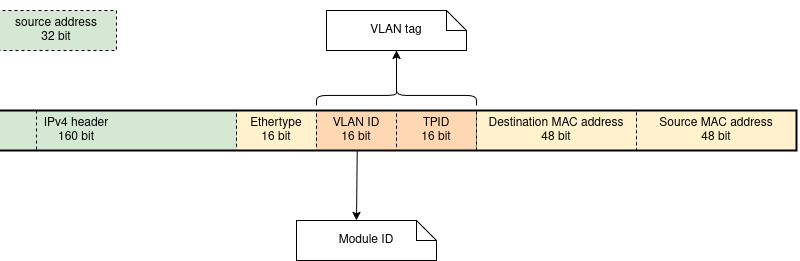 source address
32 bit
VLAN tag
IPv4 header
160 bit
Ethertype
16 bit
VLAN ID
16 bit
TPID
16 bit
Destination MAC address
48 bit
Source MAC address
48 bit
Module ID